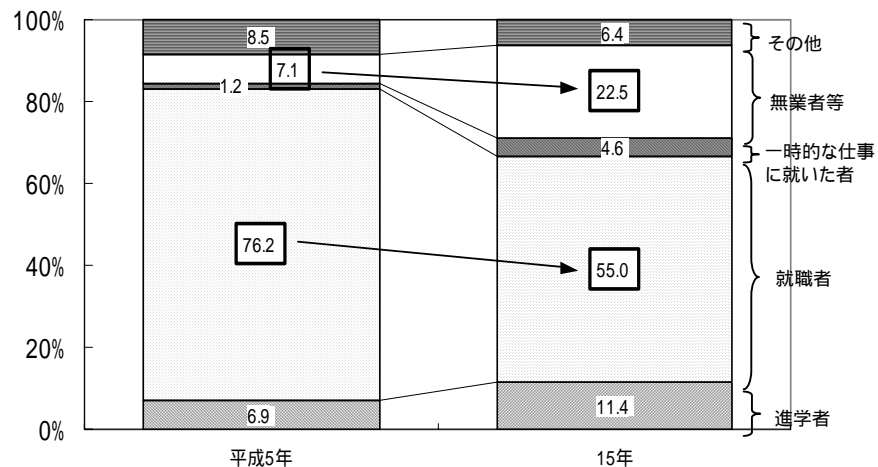 100%
80%
60%
40%
20%
0%
8.5
7.1
1.2
76.2
6.9
6.4
22.5
4.6
55.0
11.4
その他
無業者等
一時的な仕事
に就いた者
就職者
進学者
平成5年
15年